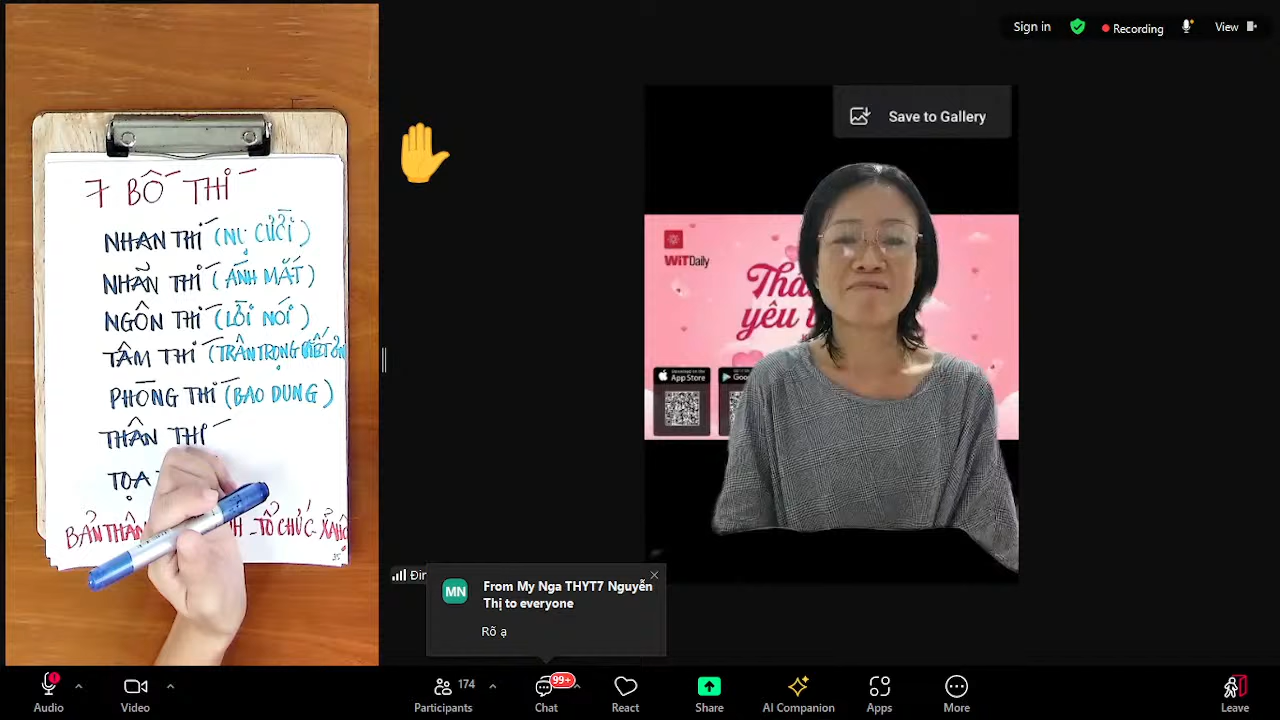 Sign in
Recording
View
Save to Gallery
7 BỐ THÍ
NHAN THÍ (NỤ CƯỜI)
NHÃN THÍ (ÁNH MẮT)
NGÔN THÍ (LỜI NÓI)
TÂM THÍ (TRÂN TRỌNG BIẾT ƠN
PHÒNG THÍ (BAO DUNG)
THÂN THÍ
TỌA
BẢN THÂN H - TỔ CHỨC -
WiTDaily
yêu
App Store
From My Nga THYT7 Nguyễn
Thị to everyone
MN
Rõ ạ
99+
174
Audio
Video
Participants
Chat
React
Share
AI Companion
Apps
More
Leave